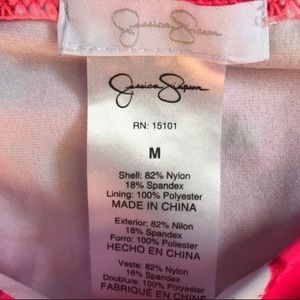 Jessica Simpson
Jessica Simpson
RN: 15101
M
Shell: 82% Nylon
18% Spandex
Lining: 100% Polyester
MADE IN CHINA
Exterior: 82% Nilon
18% Spandex
Forro: 100% Poliester
HECHO EN CHINA
Veste: 82% Nylon
18% Spandex
Doublure: 100% Polyester
FABRIQUÉ EN CHINE